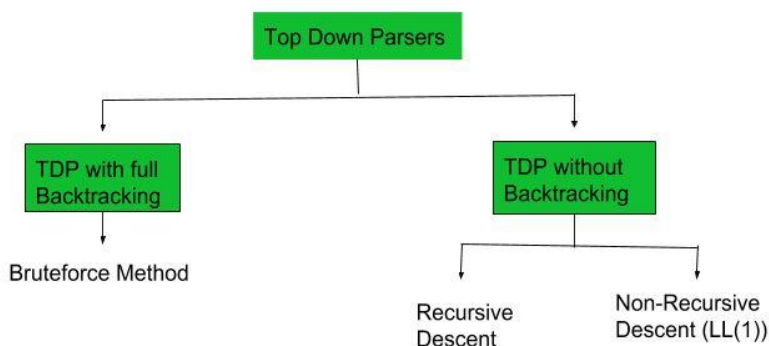 Top Down Parsers
TDP with full
Backtracking
TDP without
Backtracking
Bruteforce Method
Recursive
Descent
Non-Recursive
Descent (LL(1))